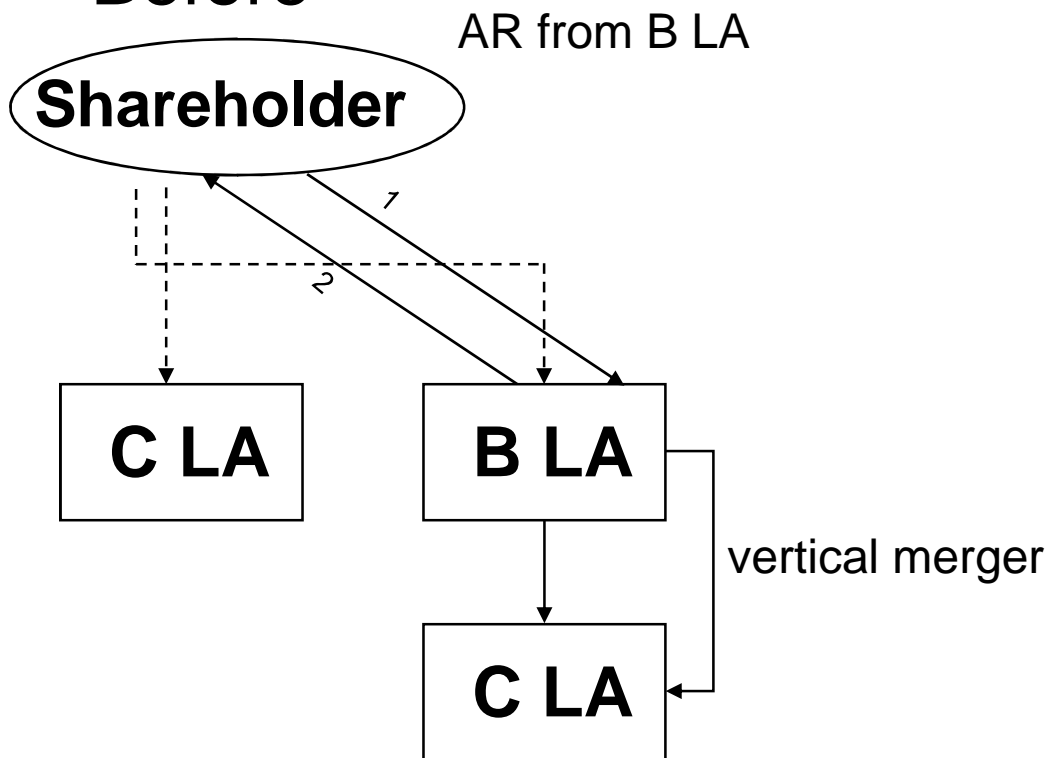 Before
AR from B LA
Shareholder
1
2
C LA
B LA
vertical merger
C LA